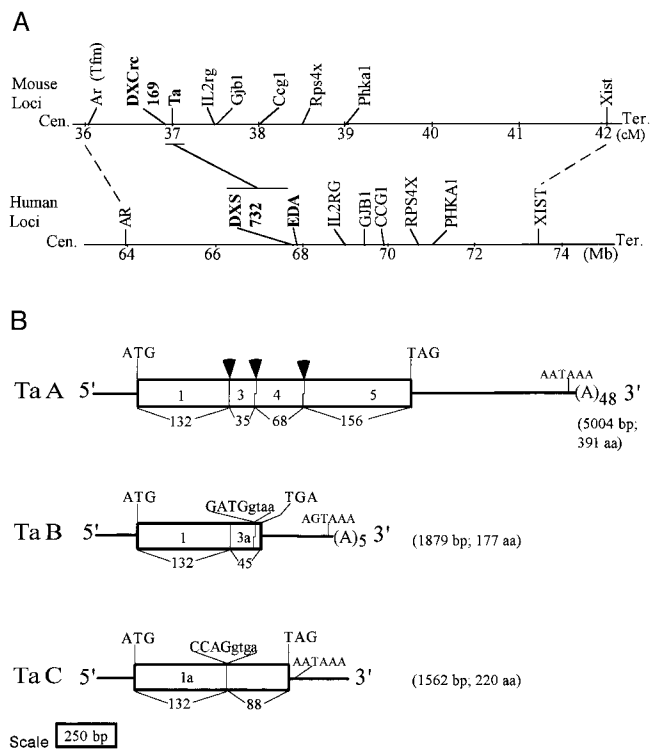 A
Mouse Loci
Ar (Tfm) DXCrc 169 Ta IL2rg Gjb1 Ccg1 Rps4x Phka1 Xist
Cen. Ter.
36 37 38 39 40 41 42 (cM)
Human Loci
AR DXS 732 EDA IL2RG GJB1 CCG1 RPS4X PHKA1 XIST
Cen. Ter.
64 66 68 70 72 74 (Mb)
B
ATG TAG AATAAA
TaA 5' 1 3 4 5 (A)48 3'
132 35 68 156
(5004 bp; 391 aa)
ATG GATGgtaa TGA AGTAAA
TaB 5' 1 3a (A)5 3' (1879 bp; 177 aa)
132 45
ATG CCAGgtga TAG AATAAA
TaC 5' 1a 3' (1562 bp; 220 aa)
132 88
Scale 250 bp